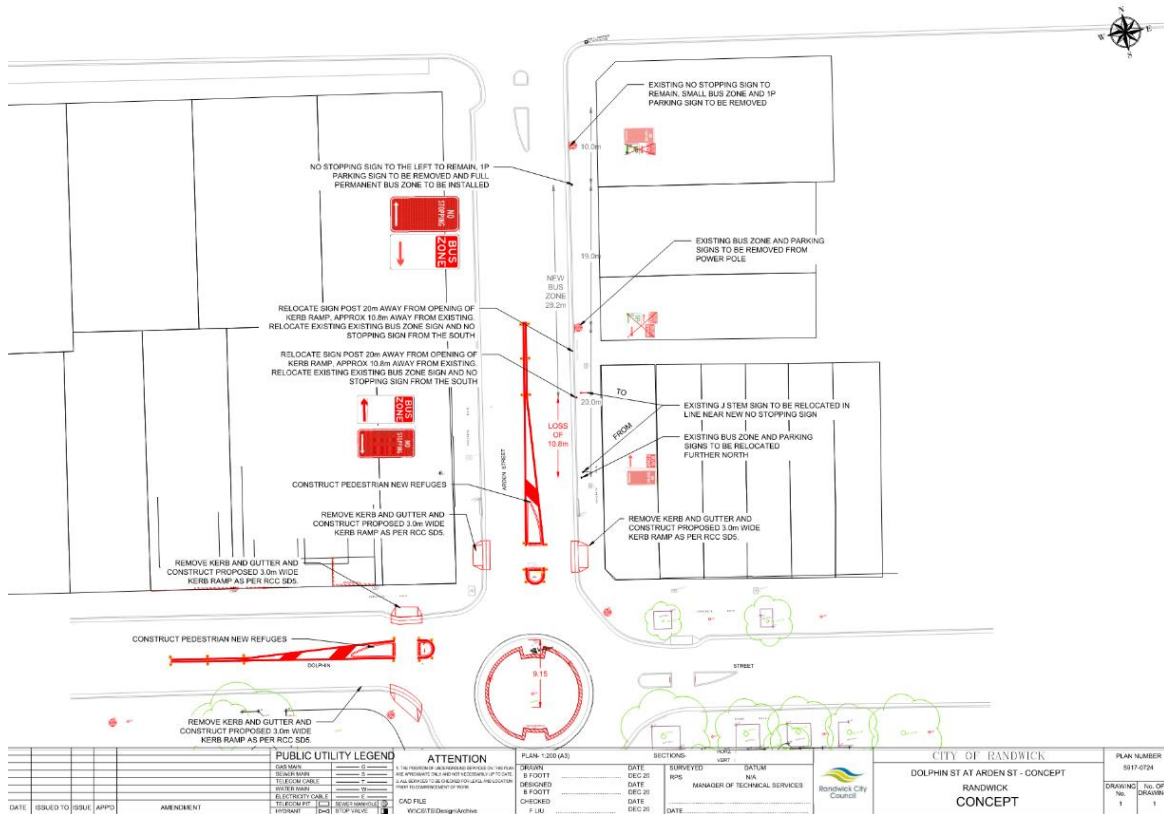 N
E
S
W
EXISTING NO STOPPING SIGN TO
REMAIN, SMALL BUS ZONE AND 1P
PARKING SIGN TO BE REMOVED
10.0m
NO STOPPING SIGN TO THE LEFT TO REMAIN, 1P
PARKING SIGN TO BE REMOVED AND FULL
PERMANENT BUS ZONE TO BE INSTALLED
NO
STOPPING
BUS
ZONE
EXISTING BUS ZONE AND PARKING
SIGNS TO BE REMOVED FROM
POWER POLE
19.0m
NEW
BUS
ZONE
29.2m
RELOCATE SIGN POST 20m AWAY FROM OPENING OF
KERB RAMP, APPROX 10.8m AWAY FROM EXISTING.
RELOCATE EXISTING EXISTING BUS ZONE SIGN AND NO
STOPPING SIGN FROM THE SOUTH
RELOCATE SIGN POST 20m AWAY FROM OPENING OF
KERB RAMP, APPROX 10.8m AWAY FROM EXISTING.
RELOCATE EXISTING EXISTING BUS ZONE SIGN AND NO
STOPPING SIGN FROM THE SOUTH
BUS
ZONE
NO
STOPPING
20.0m
TO
FROM
LOSS
OF
10.8m
EXISTING J STEM SIGN TO BE RELOCATED IN
LINE NEAR NEW NO STOPPING SIGN
EXISTING BUS ZONE AND PARKING
SIGNS TO BE RELOCATED
FURTHER NORTH
ARDEN STREET
CONSTRUCT PEDESTRIAN NEW REFUGES
REMOVE KERB AND GUTTER AND
CONSTRUCT PROPOSED 3.0m WIDE
KERB RAMP AS PER RCC SD5.
REMOVE KERB AND GUTTER AND
CONSTRUCT PROPOSED 3.0m WIDE
KERB RAMP AS PER RCC SD5.
REMOVE KERB AND GUTTER AND
CONSTRUCT PROPOSED 3.0m WIDE
KERB RAMP AS PER RCC SD5.
CONSTRUCT PEDESTRIAN NEW REFUGES
DOLPHIN
STREET
9.15
REMOVE KERB AND GUTTER AND
CONSTRUCT PROPOSED 3.0m WIDE
KERB RAMP AS PER RCC SD5.
DATE ISSUED TO ISSUE APP'D AMENDMENT
PUBLIC UTILITY LEGEND
GAS MAIN G
SEWER MAIN S
TELECOM CABLE T
WATER MAIN W
ELECTRICITY CABLE E
TELECOM PIT SEWER MANHOLE
HYDRANT STOP VALVE
ATTENTION
CAD FILE
PLAN- 1:200 (A3)
DRAWN DATE
B FOOTT DEC 20
DESIGNED DATE
B FOOTT DEC 20
CHECKED DATE
F LIU DEC 20
SECTIONS- HORZ
VERT
SURVEYED DATUM
RPS N/A
MANAGER OF TECHNICAL SERVICES
DATE
Randwick City
Council
CITY OF RANDWICK
DOLPHIN ST AT ARDEN ST - CONCEPT
RANDWICK
CONCEPT
PLAN NUMBER
5917-0724
DRAWING No. No. OF DRAWING
1 1